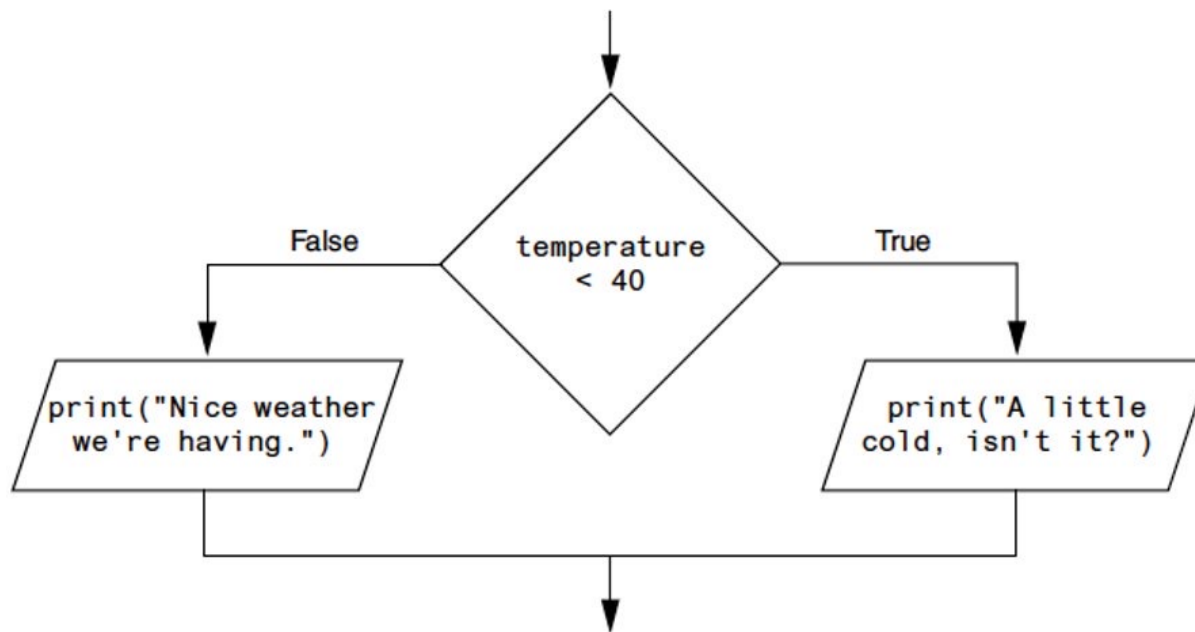 False
True
temperature
< 40
print("Nice weather
we're having.")
print("A little
cold, isn't it?")